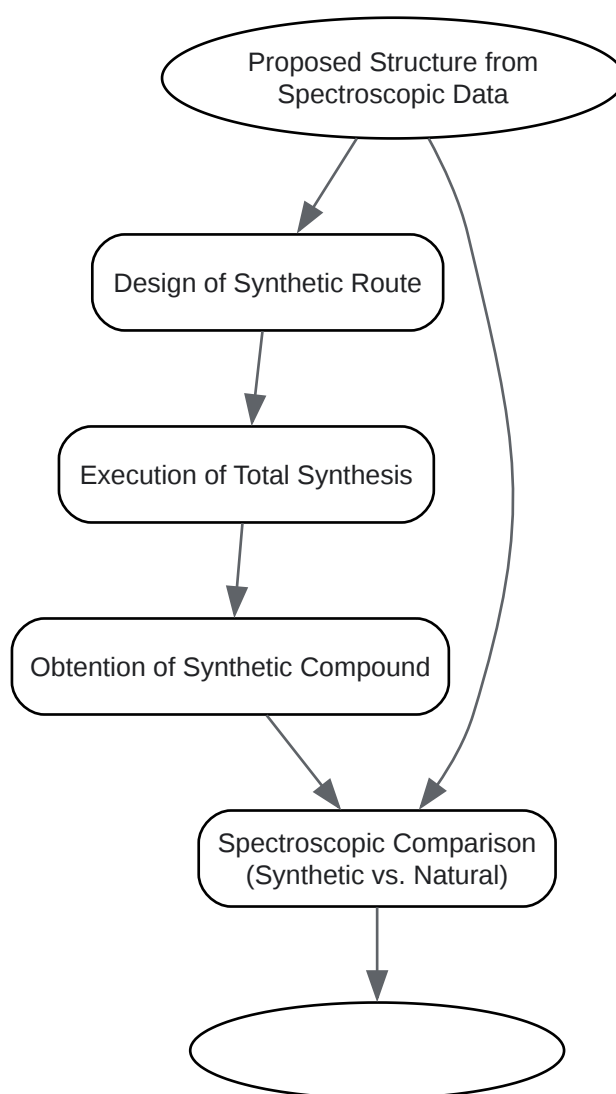 Proposed Structure from
Spectroscopic Data
Design of Synthetic Route
Execution of Total Synthesis
Obtention of Synthetic Compound
Spectroscopic Comparison
(Synthetic vs. Natural)